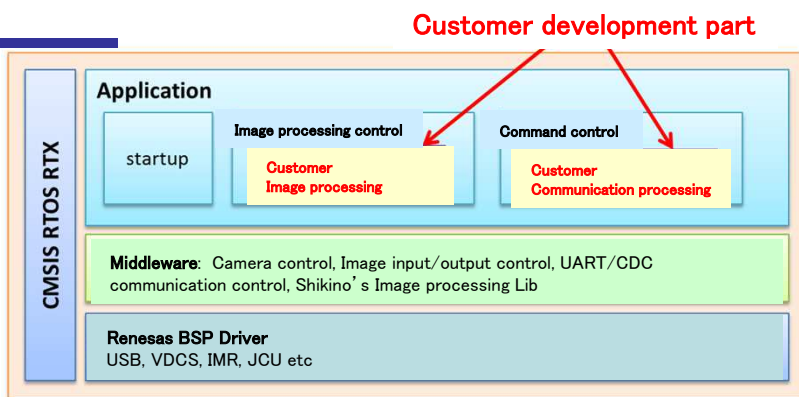 Customer development part
CMSIS RTOS RTX
Application
startup
Image processing control
Customer
Image processing
Command control
Customer
Communication processing
Middleware:  Camera control, Image input/output control, UART/CDC
communication control, Shikino’s Image processing Lib
Renesas BSP Driver
USB, VDCS, IMR, JCU etc